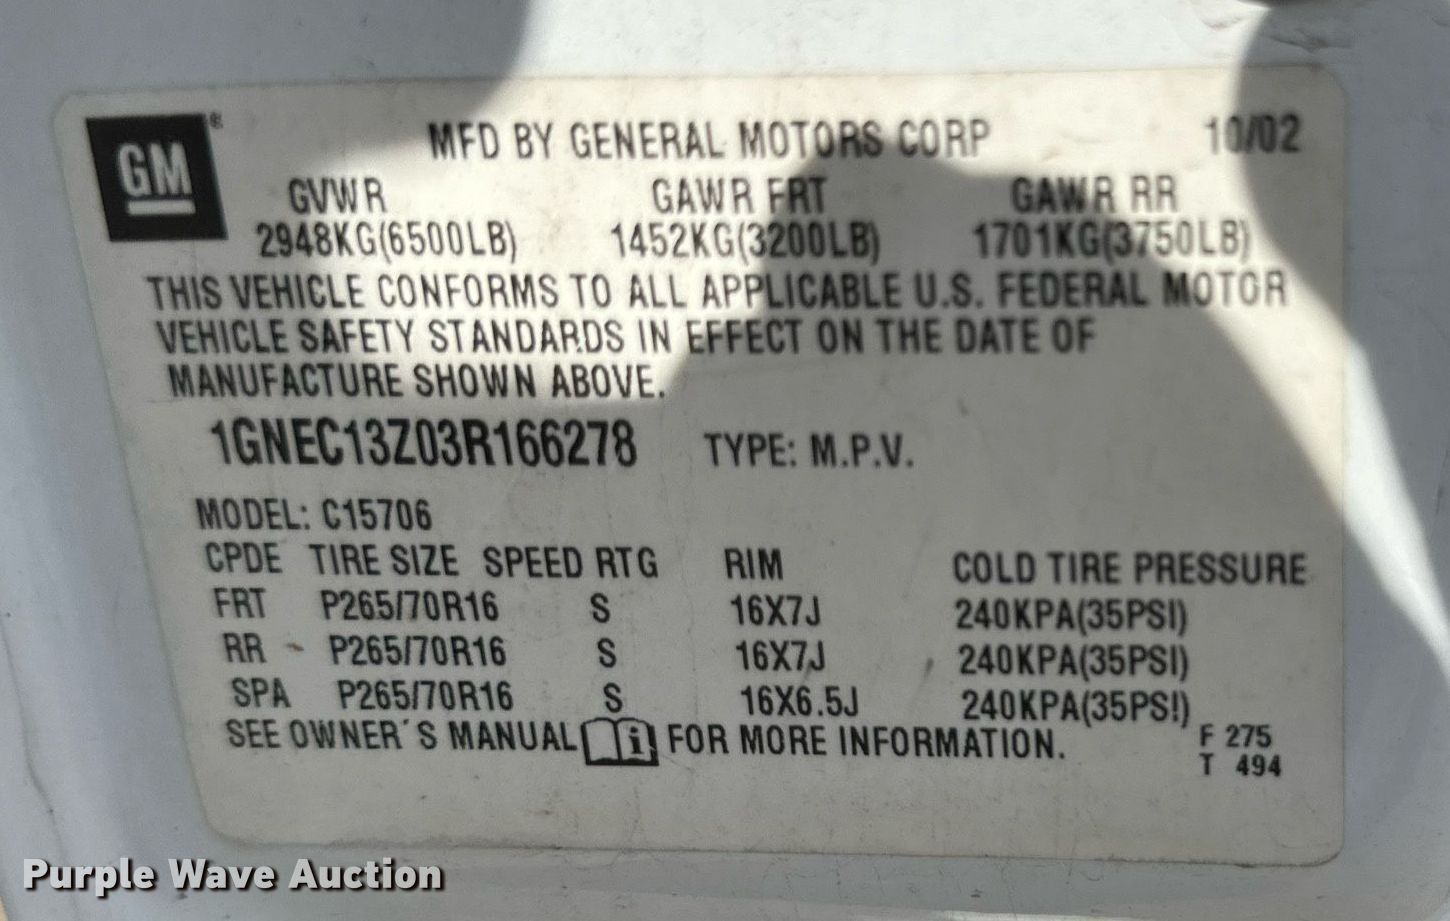 GM ® MFD BY GENERAL MOTORS CORP 10/02
GVWR GAWR FRT GAWR RR
2948KG(6500LB) 1452KG(3200LB) 1701KG(3750LB)
THIS VEHICLE CONFORMS TO ALL APPLICABLE U.S. FEDERAL MOTOR
VEHICLE SAFETY STANDARDS IN EFFECT ON THE DATE OF
MANUFACTURE SHOWN ABOVE.
1GNEC13Z03R166278 TYPE: M.P.V.
MODEL: C15706
CPDE TIRE SIZE SPEED RTG RIM COLD TIRE PRESSURE
FRT P265/70R16 S 16X7J 240KPA(35PSI)
RR P265/70R16 S 16X7J 240KPA(35PSI)
SPA P265/70R16 S 16X6.5J 240KPA(35PSI)
SEE OWNER'S MANUAL i FOR MORE INFORMATION. F 275
T 494
Purple Wave Auction